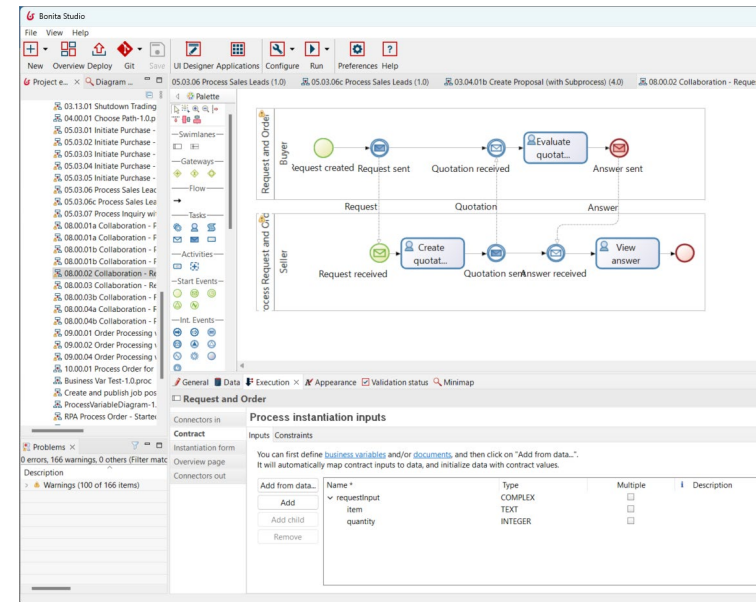 Bonita Studio
File View Help
New Overview Deploy Git Save UI Designer Applications Configure Run Preferences Help
Project e... Diagram ...
05.03.06 Process Sales Leads (1.0) 05.03.06c Process Sales Leads (1.0) 03.04.01b Create Proposal (with Subprocess) (4.0) 08.00.02 Collaboration - Reque
03.13.01 Shutdown Trading
04.00.01 Choose Path-1.0.p
05.03.01 Initiate Purchase -
05.03.02 Initiate Purchase -
05.03.03 Initiate Purchase -
05.03.04 Initiate Purchase -
05.03.05 Initiate Purchase -
05.03.06 Process Sales Leac
05.03.06c Process Sales Lea
05.03.07 Process Inquiry wi
08.00.01a Collaboration - F
08.00.01a Collaboration - F
08.00.01b Collaboration - F
08.00.01b Collaboration - F
08.00.02 Collaboration - Re
08.00.03 Collaboration - Re
08.00.03b Collaboration - F
08.00.04a Collaboration - F
08.00.04b Collaboration - F
09.00.01 Order Processing
09.00.02 Order Processing
09.00.04 Order Processing
10.00.01 Process Order for
Business Var Test-1.0.proc
Create and publish job pos
ProcessVariableDiagram-1.
RPA Process Order - Starte
Palette
Swimlanes
Gateways
Flow
Tasks
Activities
Start Events
Int. Events
Request and Order
Buyer
Request created
Request sent
Quotation received
Evaluate
quotat...
Answer sent
Request
Quotation
Answer
ocess Request and Orc
Seller
Request received
Create
quotat...
Quotation sent
Answer received
View
answer
General Data Execution Appearance Validation status Minimap
Request and Order
Connectors in
Contract
Instantiation form
Overview page
Connectors out
Process instantiation inputs
Inputs Constraints
You can first define business variables and/or documents, and then click on "Add from data...".
It will automatically map contract inputs to data, and initialize data with contract values.
Add from data...
Add
Add child
Remove
Name * Type Multiple i Description
requestInput COMPLEX
item TEXT
quantity INTEGER
Problems
0 errors, 166 warnings, 0 others (Filter matc
Description
Warnings (100 of 166 items)